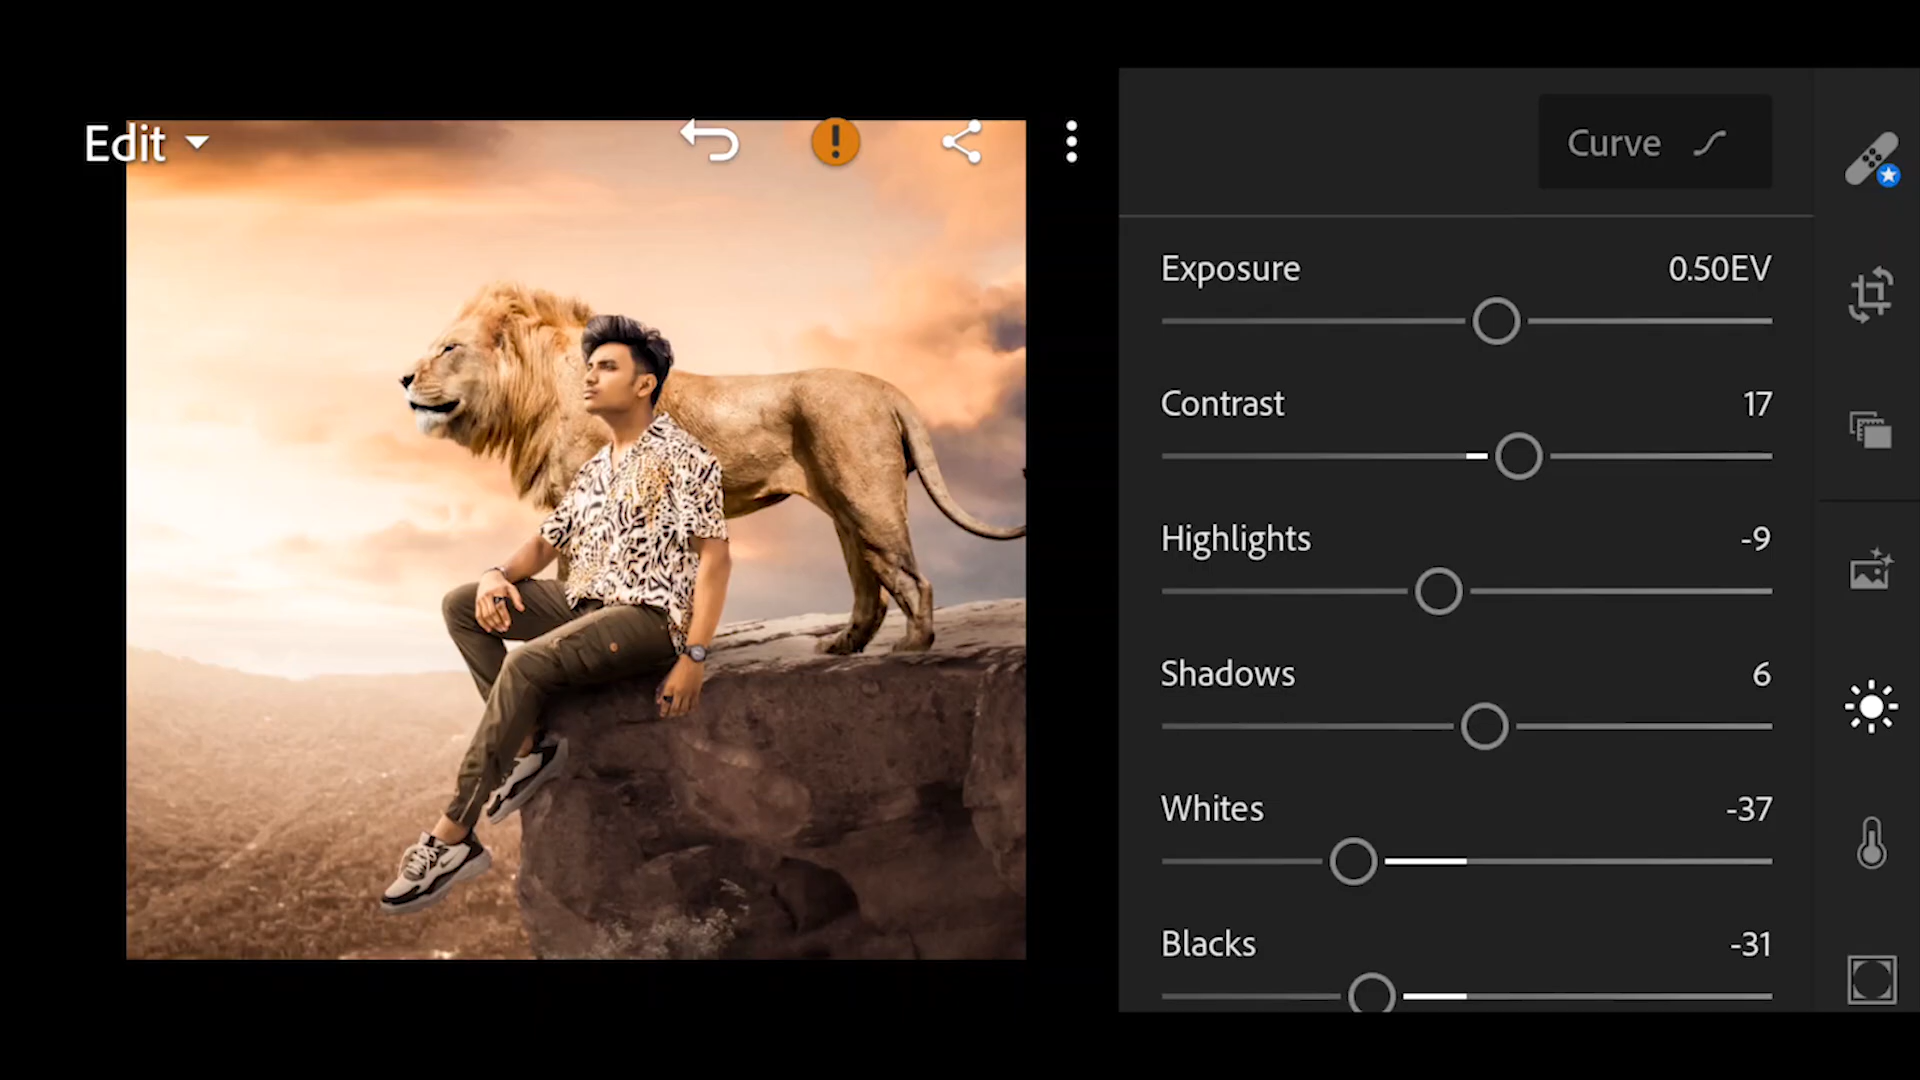 Edit
Curve
Exposure 0.50EV
Contrast 17
Highlights -9
Shadows 6
Whites -37
Blacks -31